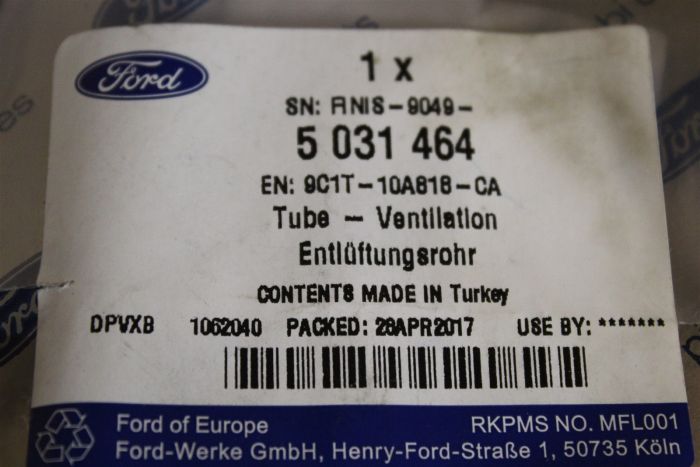 Ford
1 x
SN: FINIS-9049-
5 031 464
EN: 9C1T-10A818-CA
Tube - Ventilation
Entlüftungsrohr
CONTENTS MADE IN Turkey
DPVXB 1062040 PACKED: 28APR2017 USE BY: *******
Ford of Europe RKPMS NO. MFL001
Ford-Werke GmbH, Henry-Ford-Straße 1, 50735 Köln